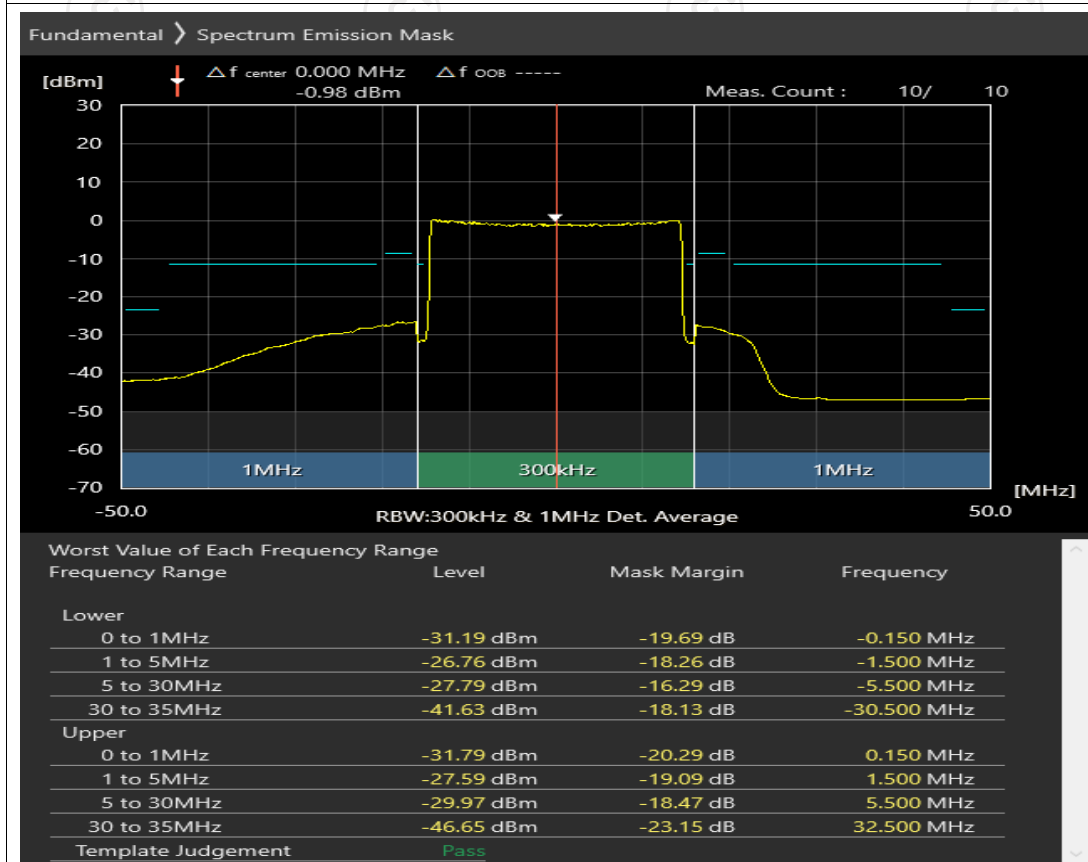 Fundamental ❯ Spectrum Emission Mask
[dBm] △f center 0.000 MHz △f OOB -----
-0.98 dBm Meas. Count : 10/ 10
30
20
10
0
-10
-20
-30
-40
-50
-60
1MHz 300kHz 1MHz
-70
[MHz]
-50.0 RBW:300kHz & 1MHz Det. Average 50.0
Worst Value of Each Frequency Range
Frequency Range Level Mask Margin Frequency
Lower
0 to 1MHz -31.19 dBm -19.69 dB -0.150 MHz
1 to 5MHz -26.76 dBm -18.26 dB -1.500 MHz
5 to 30MHz -27.79 dBm -16.29 dB -5.500 MHz
30 to 35MHz -41.63 dBm -18.13 dB -30.500 MHz
Upper
0 to 1MHz -31.79 dBm -20.29 dB 0.150 MHz
1 to 5MHz -27.59 dBm -19.09 dB 1.500 MHz
5 to 30MHz -29.97 dBm -18.47 dB 5.500 MHz
30 to 35MHz -46.65 dBm -23.15 dB 32.500 MHz
Template Judgement Pass